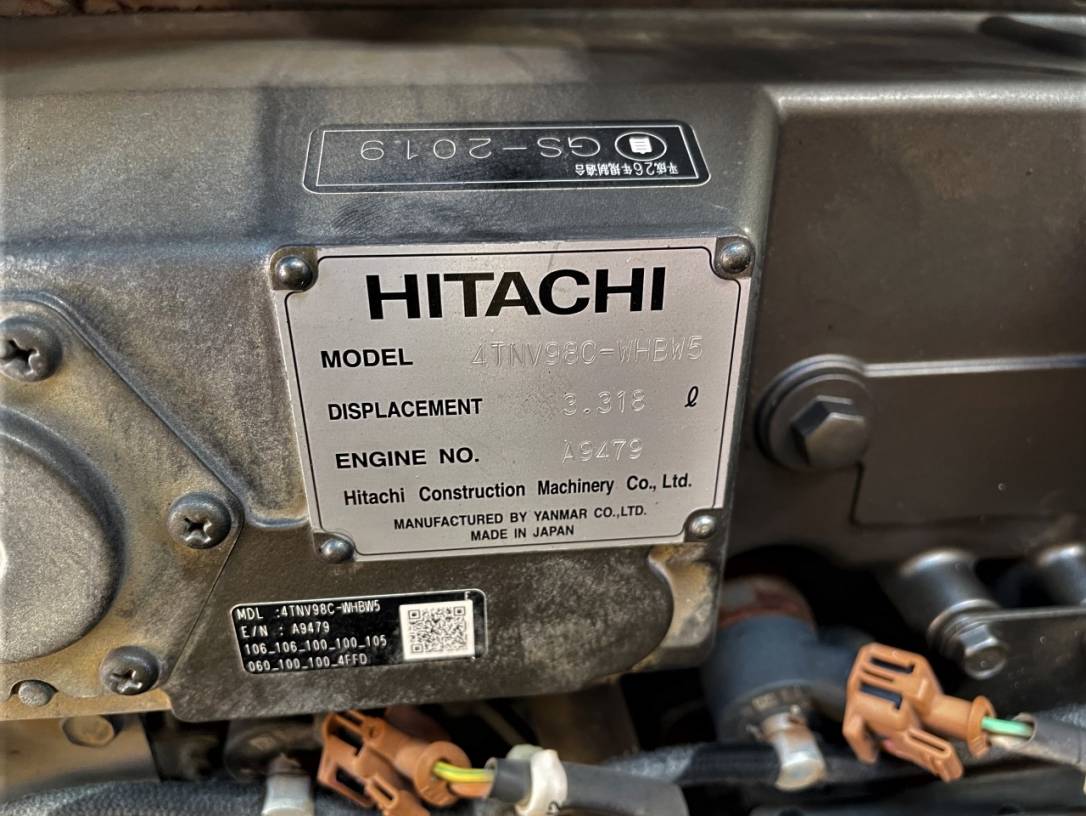 平成26年規制適合
GS-2019
HITACHI
MODEL 4TNV98C-WHBW5
DISPLACEMENT 3.318 ℓ
ENGINE NO. A9479
Hitachi Construction Machinery Co., Ltd.
MANUFACTURED BY YANMAR CO.,LTD.
MADE IN JAPAN
MDL :4TNV98C-WHBW5
E/N : A9479
106_106_100_100_105
060_100_100_4FFD